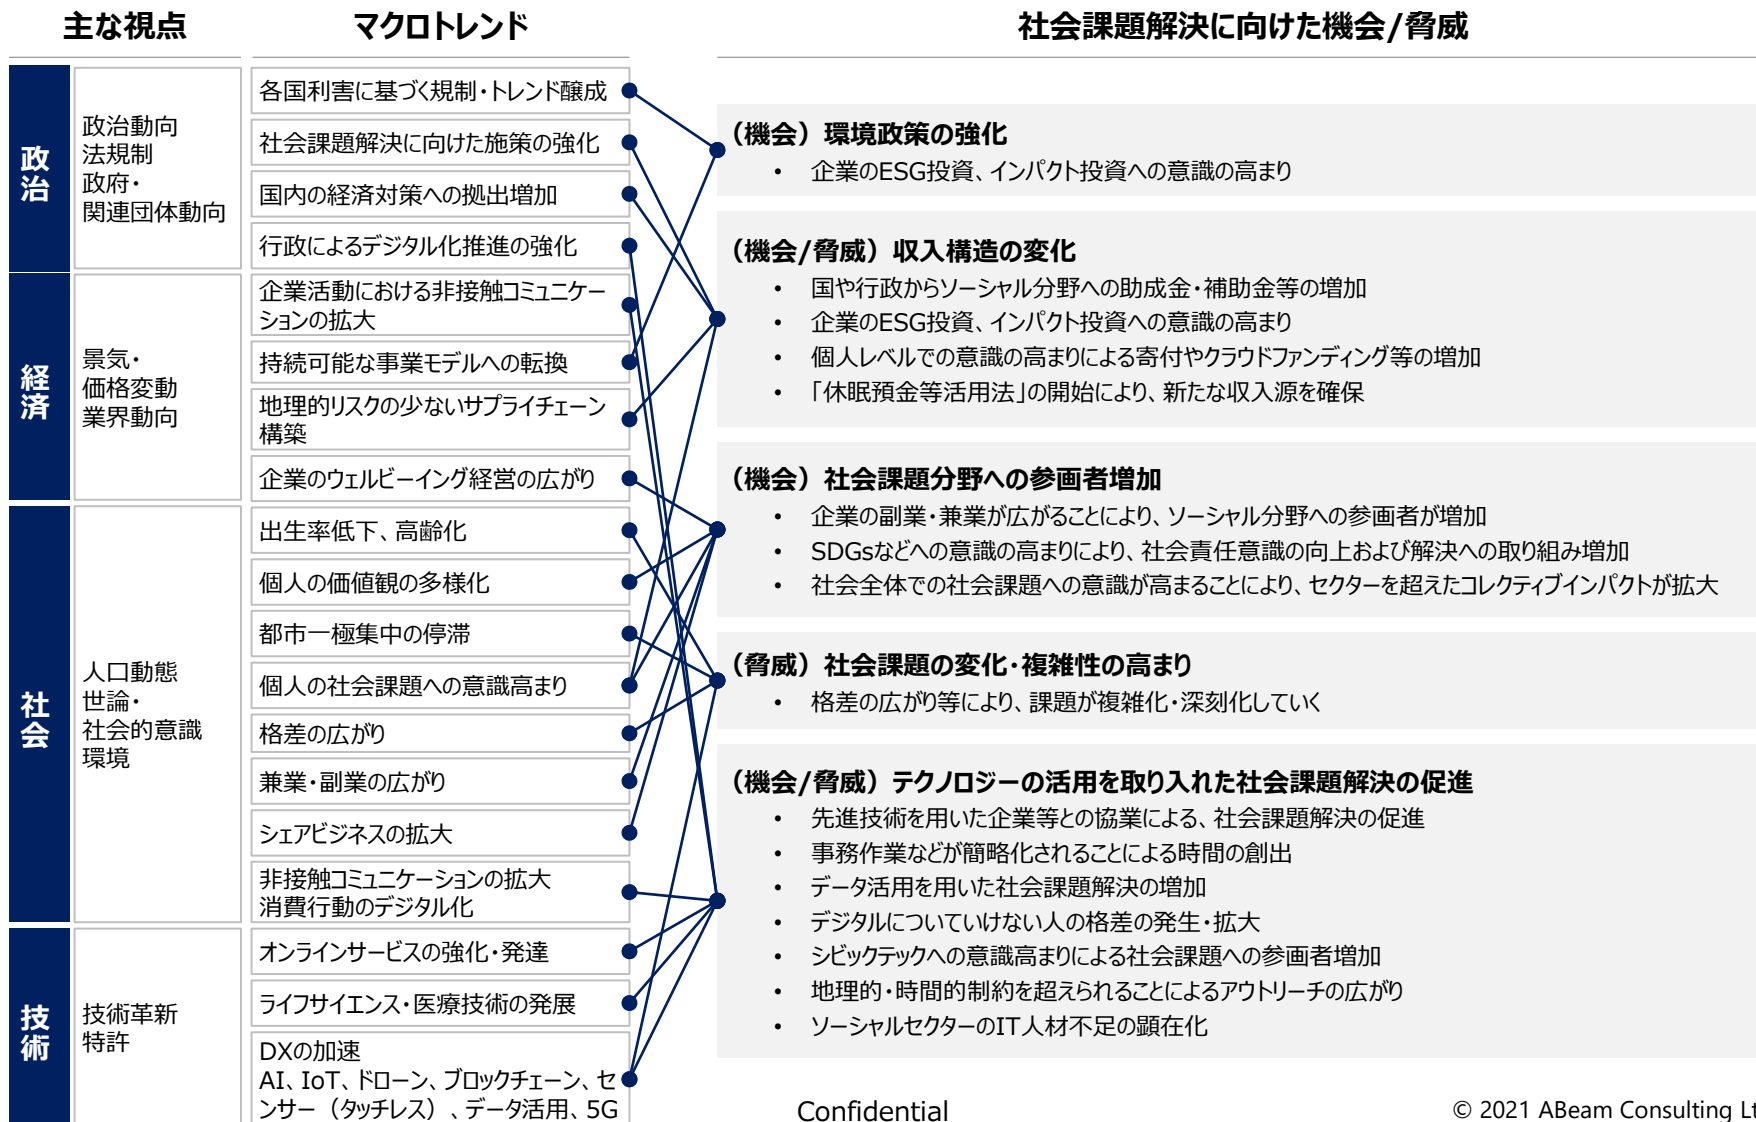 主な視点
マクロトレンド
社会課題解決に向けた機会/脅威
政治
政治動向
法規制
政府・
関連団体動向
各国利害に基づく規制・トレンド醸成
社会課題解決に向けた施策の強化
国内の経済対策への拠出増加
行政によるデジタル化推進の強化
経済
景気・
価格変動
業界動向
企業活動における非接触コミュニケー
ションの拡大
持続可能な事業モデルへの転換
地理的リスクの少ないサプライチェーン
構築
企業のウェルビーイング経営の広がり
社会
人口動態
世論・
社会的意識
環境
出生率低下、高齢化
個人の価値観の多様化
都市一極集中の停滞
個人の社会課題への意識高まり
格差の広がり
兼業・副業の広がり
シェアビジネスの拡大
非接触コミュニケーションの拡大
消費行動のデジタル化
技術
技術革新
特許
オンラインサービスの強化・発達
ライフサイエンス・医療技術の発展
DXの加速
AI、IoT、ドローン、ブロックチェーン、セ
ンサー（タッチレス）、データ活用、5G
（機会）環境政策の強化
• 企業のESG投資、インパクト投資への意識の高まり
（機会/脅威）収入構造の変化
• 国や行政からソーシャル分野への助成金・補助金等の増加
• 企業のESG投資、インパクト投資への意識の高まり
• 個人レベルでの意識の高まりによる寄付やクラウドファンディング等の増加
• 「休眠預金等活用法」の開始により、新たな収入源を確保
（機会）社会課題分野への参画者増加
• 企業の副業・兼業が広がることにより、ソーシャル分野への参画者が増加
• SDGsなどへの意識の高まりにより、社会責任意識の向上および解決への取り組み増加
• 社会全体での社会課題への意識が高まることにより、セクターを超えたコレクティブインパクトが拡大
（脅威）社会課題の変化・複雑性の高まり
• 格差の広がり等により、課題が複雑化・深刻化していく
（機会/脅威）テクノロジーの活用を取り入れた社会課題解決の促進
• 先進技術を用いた企業等との協業による、社会課題解決の促進
• 事務作業などが簡略化されることによる時間の創出
• データ活用を用いた社会課題解決の増加
• デジタルについていけない人の格差の発生・拡大
• シビックテックへの意識高まりによる社会課題への参画者増加
• 地理的・時間的制約を超えられることによるアウトリーチの広がり
• ソーシャルセクターのIT人材不足の顕在化
Confidential
© 2021 ABeam Consulting Lt